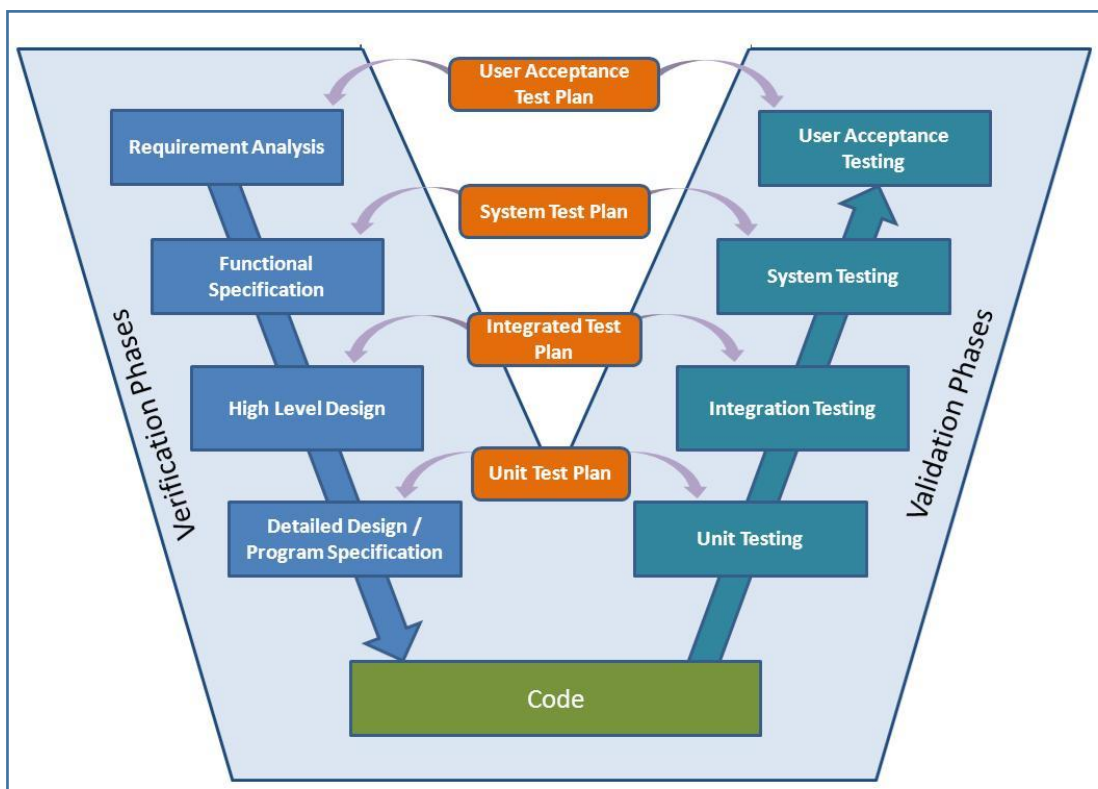 User Acceptance
Test Plan
Requirement Analysis
User Acceptance
Testing
System Test Plan
Functional
Specification
System Testing
Integrated Test
Plan
High Level Design
Integration Testing
Unit Test Plan
Detailed Design /
Program Specification
Unit Testing
Code
Verification Phases
Validation Phases